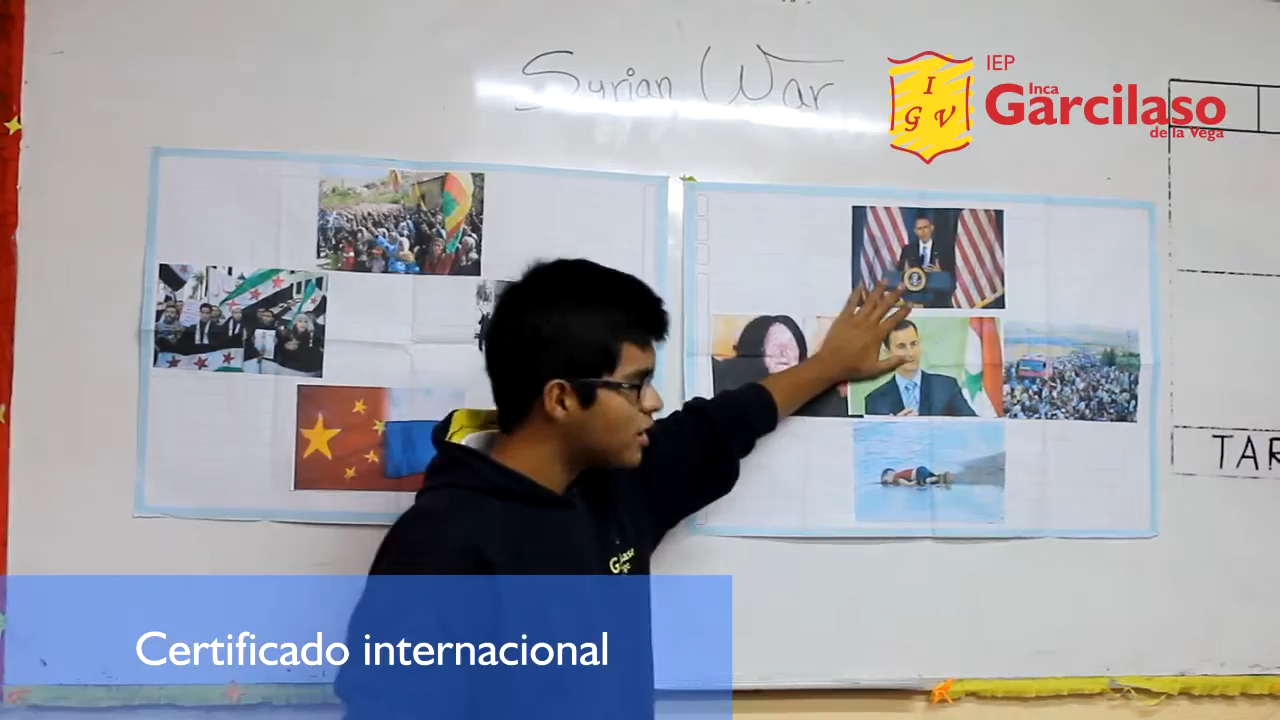 Syrian War
IEP
Inca
Garcilaso
de la Vega
I
G V
TAR
Certificado internacional